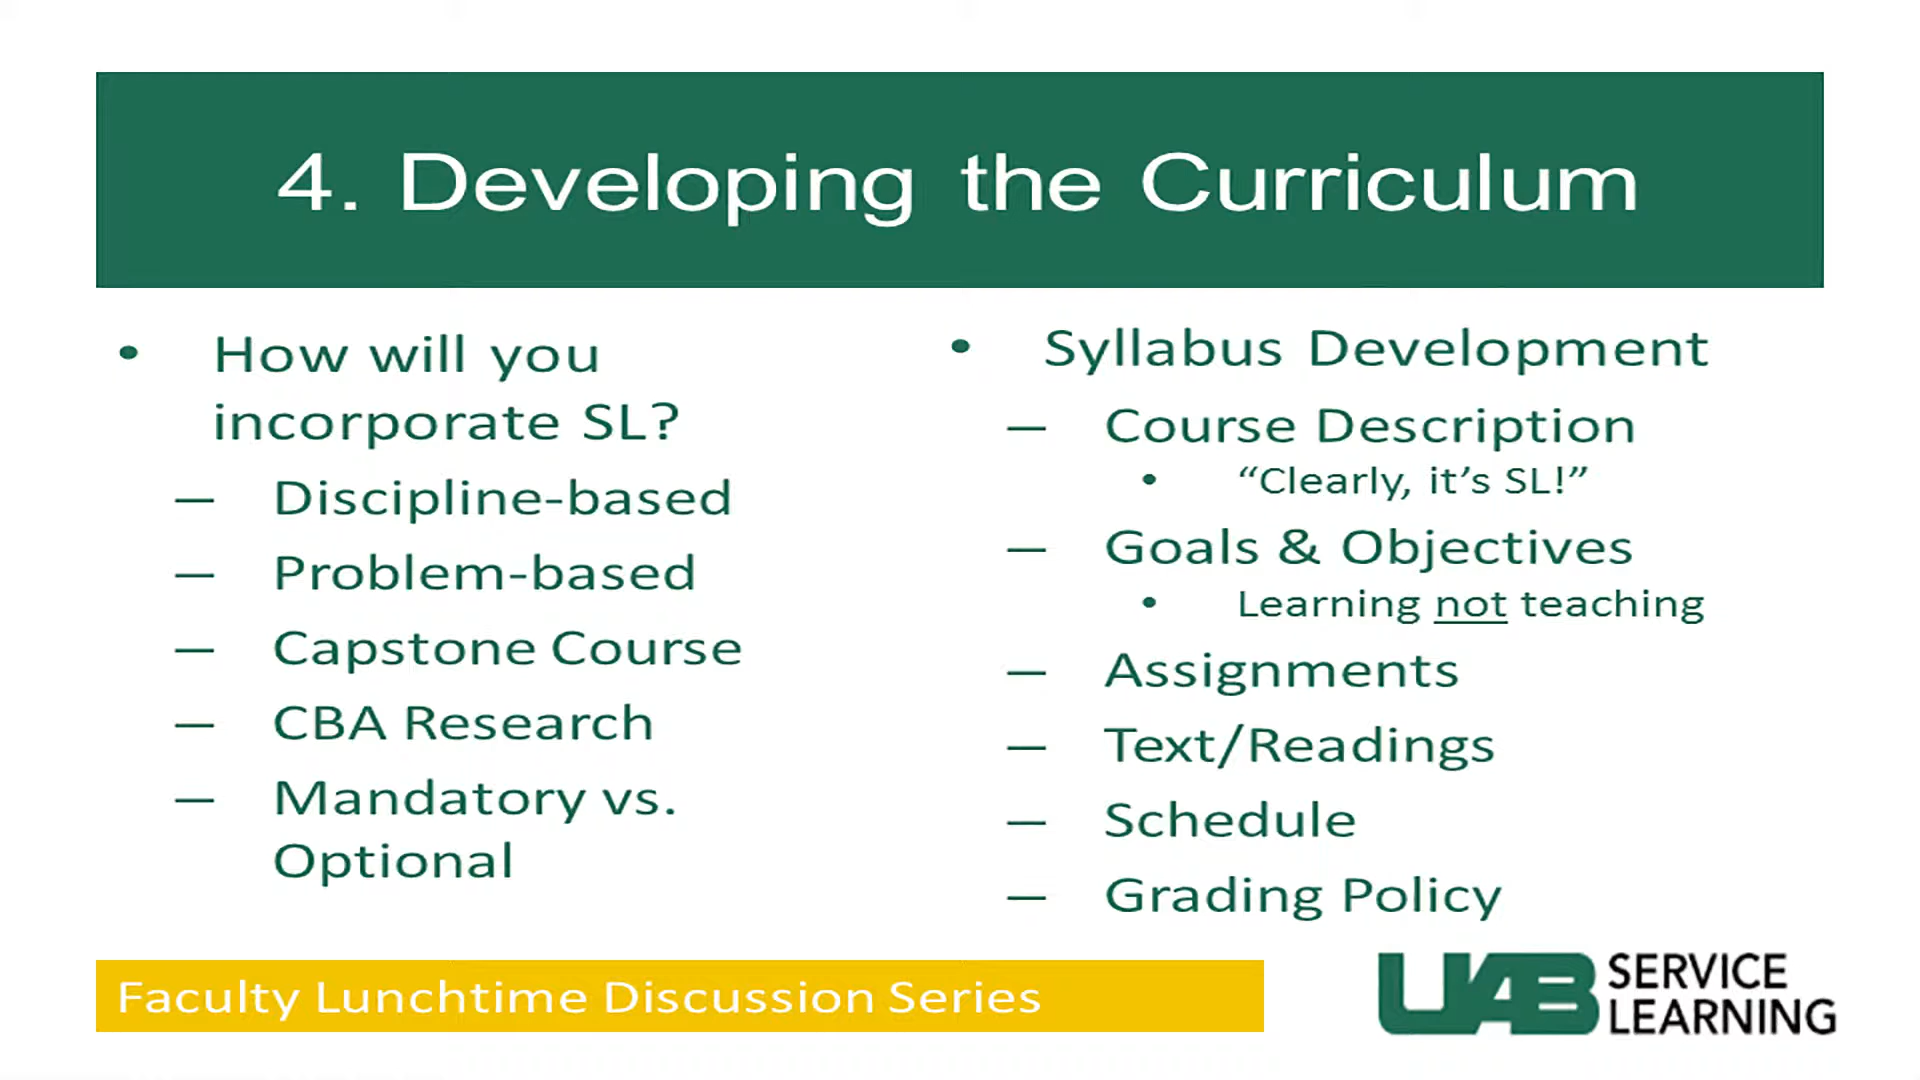 4. Developing the Curriculum
• How will you
incorporate SL?
– Discipline-based
– Problem-based
– Capstone Course
– CBA Research
– Mandatory vs.
Optional
• Syllabus Development
– Course Description
• “Clearly, it’s SL!”
– Goals & Objectives
• Learning not teaching
– Assignments
– Text/Readings
– Schedule
– Grading Policy
Faculty Lunchtime Discussion Series
UAB SERVICE
LEARNING